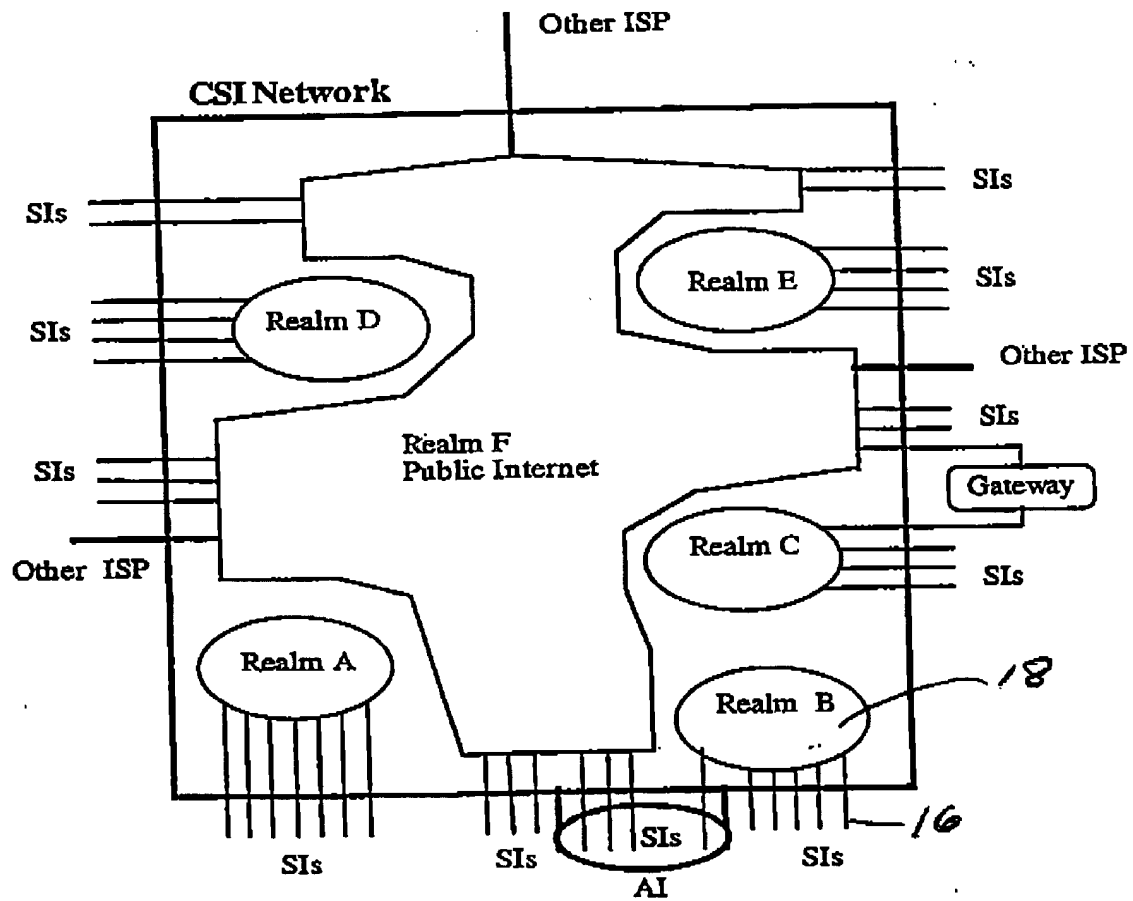 Other ISP
CSI Network
SIs
SIs
Realm E
SIs
Realm D
SIs
Other ISP
SIs
Realm F
Public Internet
SIs
Gateway
Realm C
Other ISP
SIs
Realm A
Realm B
18
16
SIs
SIs
SIs
SIs
AI